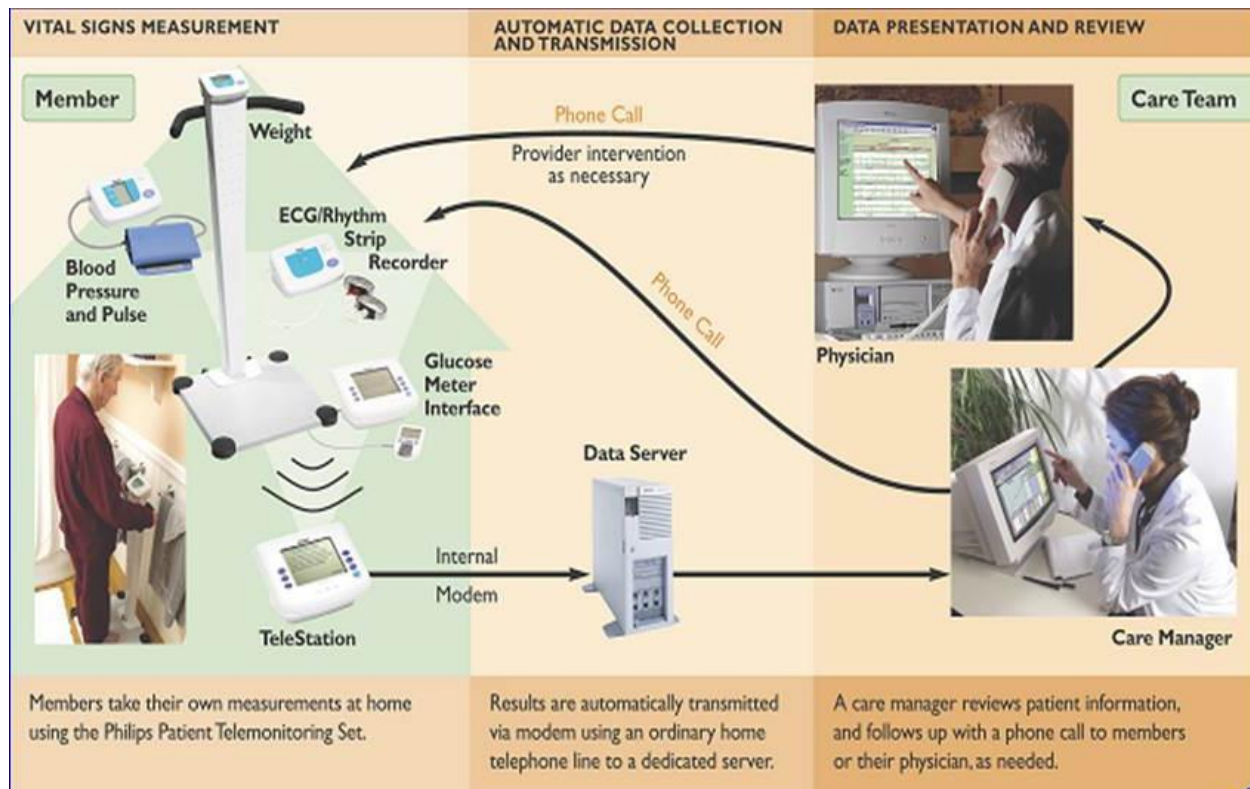 VITAL SIGNS MEASUREMENT
AUTOMATIC DATA COLLECTION
AND TRANSMISSION
DATA PRESENTATION AND REVIEW
Member
Weight
Blood
Pressure
and Pulse
ECG/Rhythm
Strip
Recorder
Glucose
Meter
Interface
TeleStation
Phone Call
Provider intervention
as necessary
Phone Call
Data Server
Internal
Modem
Care Team
Physician
Care Manager
Members take their own measurements at home
using the Philips Patient Telemonitoring Set.
Results are automatically transmitted
via modem using an ordinary home
telephone line to a dedicated server.
A care manager reviews patient information,
and follows up with a phone call to members
or their physician, as needed.